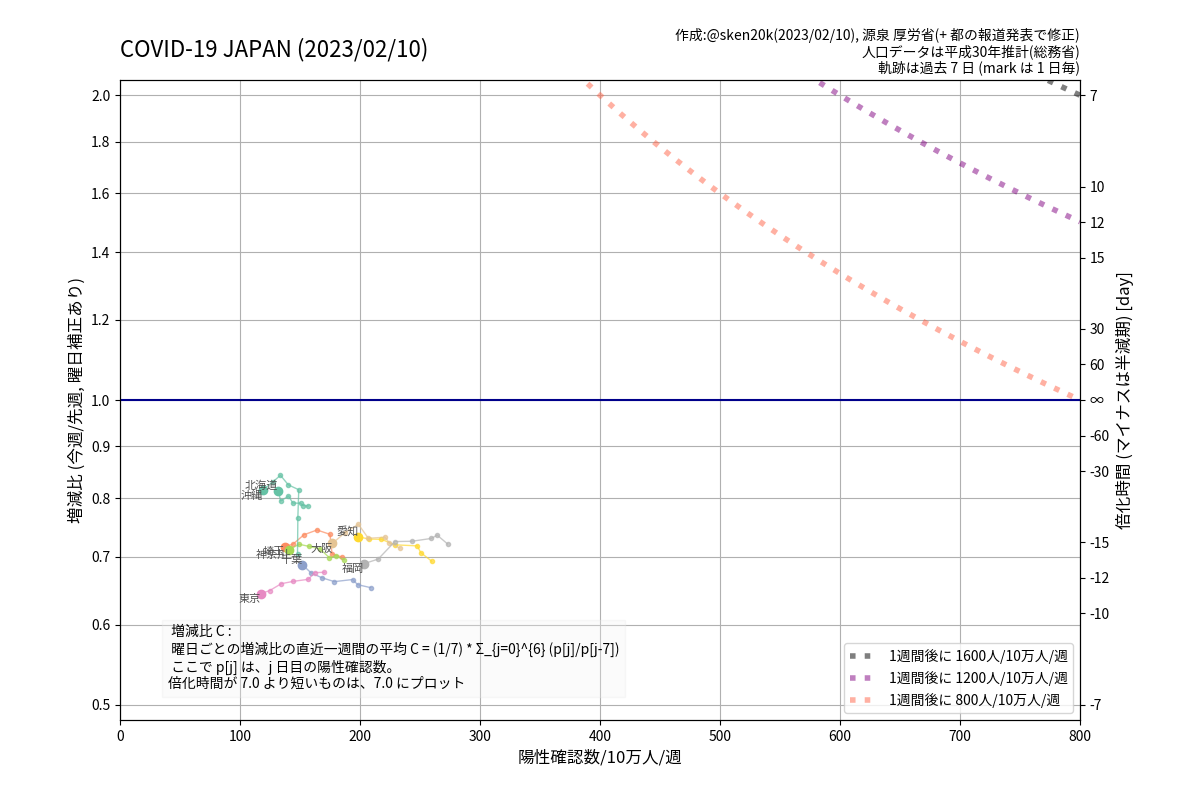 COVID-19 JAPAN (2023/02/10)
作成:@sken20k(2023/02/10), 源泉 厚労省(+ 都の報道発表で修正)
人口データは平成30年推計(総務省)
軌跡は過去 7 日 (mark は 1 日毎)
増減比 (今週/先週, 曜日補正あり)
2.0
1.8
1.6
1.4
1.2
1.0
0.9
0.8
0.7
0.6
0.5
7
10
12
15
30
60
∞
-60
-30
-15
-12
-10
-7
倍化時間 (マイナスは半減期) [day]
北海道
沖縄
愛知
大阪
埼玉
神奈川
千葉
福岡
東京
増減比 C :
曜日ごとの増減比の直近一週間の平均 C = (1/7) * Σ_{j=0}^{6} (p[j]/p[j-7])
ここで p[j] は、j 日目の陽性確認数。
倍化時間が 7.0 より短いものは、7.0 にプロット
1週間後に 1600人/10万人/週
1週間後に 1200人/10万人/週
1週間後に 800人/10万人/週
0 100 200 300 400 500 600 700 800
陽性確認数/10万人/週